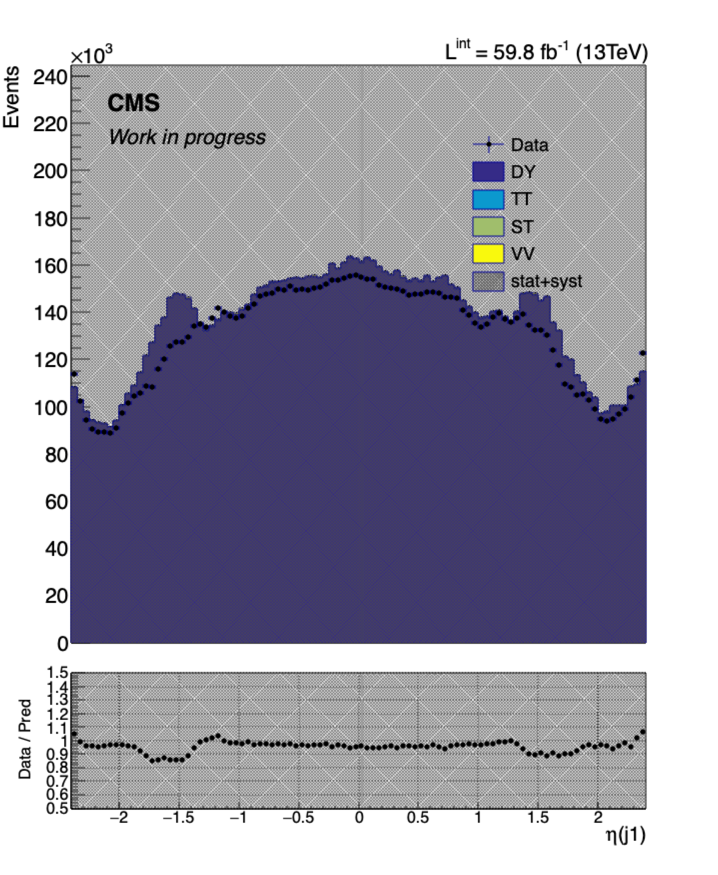 ×10³
L^int = 59.8 fb⁻¹ (13TeV)
Events
240
220
200
180
160
140
120
100
80
60
40
20
0
CMS
Work in progress
Data
DY
TT
ST
VV
stat+syst
Data / Pred
1.5
1.4
1.3
1.2
1.1
1
0.9
0.8
0.7
0.6
0.5
−2
−1.5
−1
−0.5
0
0.5
1
1.5
2
η(j1)